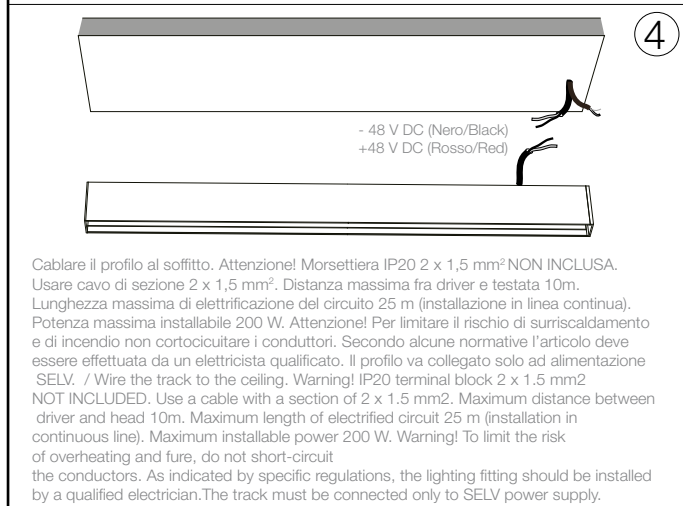 4
- 48 V DC (Nero/Black)
+48 V DC (Rosso/Red)
Cablare il profilo al soffitto. Attenzione! Morsettiera IP20 2 x 1,5 mm² NON INCLUSA.
Usare cavo di sezione 2 x 1,5 mm². Distanza massima fra driver e testata 10m.
Lunghezza massima di elettrificazione del circuito 25 m (installazione in linea continua).
Potenza massima installabile 200 W. Attenzione! Per limitare il rischio di surriscaldamento
e di incendio non cortocicuitare i conduttori. Secondo alcune normative l'articolo deve
essere effettuata da un elettricista qualificato. Il profilo va collegato solo ad alimentazione
SELV. / Wire the track to the ceiling. Warning! IP20 terminal block 2 x 1.5 mm2
NOT INCLUDED. Use a cable with a section of 2 x 1.5 mm2. Maximum distance between
driver and head 10m. Maximum length of electrified circuit 25 m (installation in
continuous line). Maximum installable power 200 W. Warning! To limit the risk
of overheating and fure, do not short-circuit
the conductors. As indicated by specific regulations, the lighting fitting should be installed
by a qualified electrician.The track must be connected only to SELV power supply.